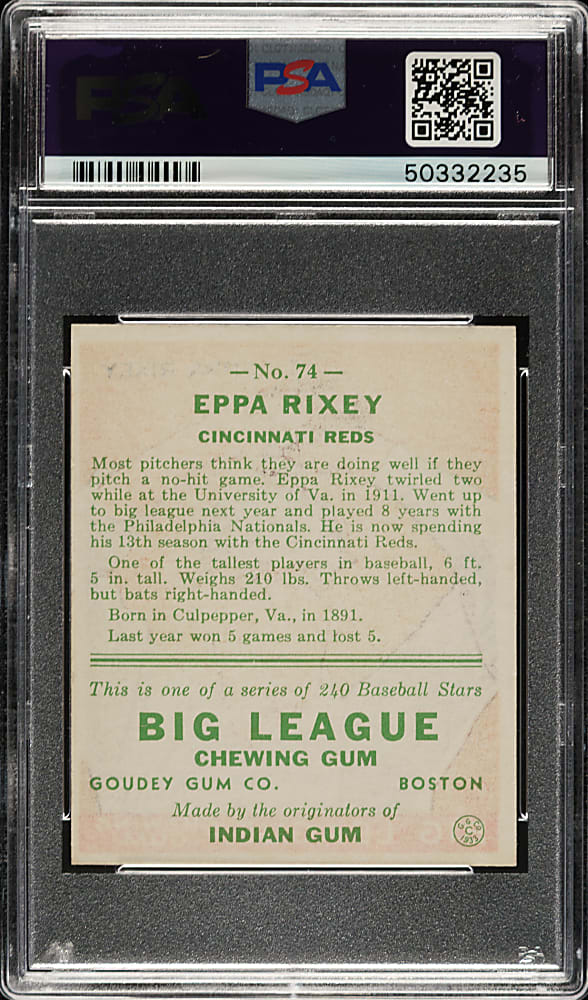 PSA
PSA
50332235
— No. 74 —
EPPA RIXEY
CINCINNATI REDS
Most pitchers think they are doing well if they
pitch a no-hit game. Eppa Rixey twirled two
while at the University of Va. in 1911. Went up
to big league next year and played 8 years with
the Philadelphia Nationals. He is now spending
his 13th season with the Cincinnati Reds.
One of the tallest players in baseball, 6 ft.
5 in. tall. Weighs 210 lbs. Throws left-handed,
but bats right-handed.
Born in Culpepper, Va., in 1891.
Last year won 5 games and lost 5.
This is one of a series of 240 Baseball Stars
BIG LEAGUE
CHEWING GUM
GOUDEY GUM CO. BOSTON
Made by the originators of
INDIAN GUM
G. G. Co.
C
1933